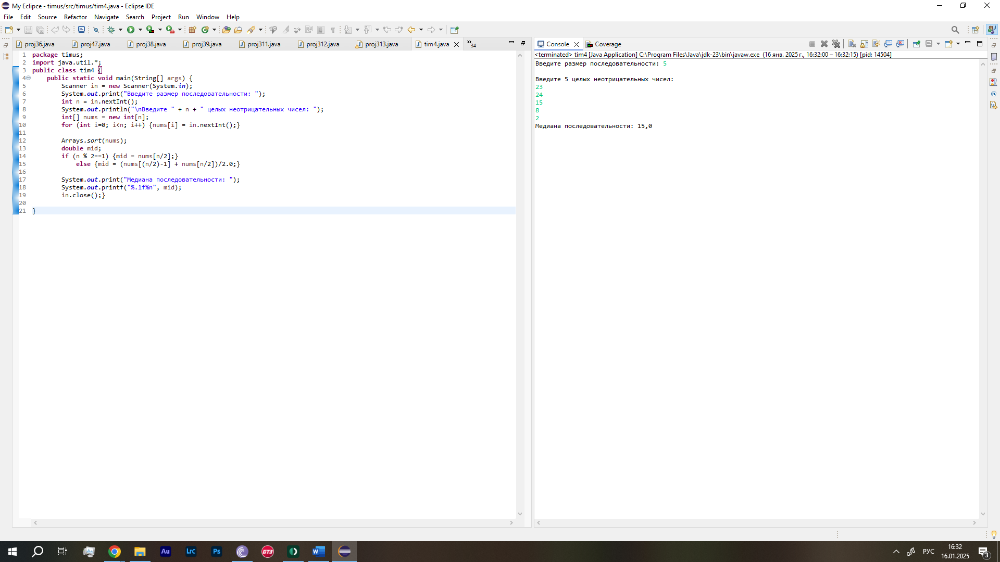 My Eclipce - timus/src/timus/tim4.java - Eclipse IDE
File Edit Source Refactor Navigate Search Project Run Window Help
proj36.java proj47.java proj38.java proj39.java proj311.java proj312.java proj313.java tim4.java »34
1 package timus;
2 import java.util.*;
3 public class tim4 {
4 public static void main(String[] args) {
5 Scanner in = new Scanner(System.in);
6 System.out.print("Введите размер последовательности: ");
7 int n = in.nextInt();
8 System.out.println("\nВведите " + n + " целых неотрицательных чисел: ");
9 int[] nums = new int[n];
10 for (int i=0; i<n; i++) {nums[i] = in.nextInt();}
11
12 Arrays.sort(nums);
13 double mid;
14 if (n % 2==1) {mid = nums[n/2];}
15 else {mid = (nums[(n/2)-1] + nums[n/2])/2.0;}
16
17 System.out.print("Медиана последовательности: ");
18 System.out.printf("%.1f%n", mid);
19 in.close();}
20
21 }
Console Coverage
<terminated> tim4 [Java Application] C:\Program Files\Java\jdk-23\bin\javaw.exe (16 янв. 2025 г., 16:32:00 – 16:32:15) [pid: 14504]
Введите размер последовательности: 5
Введите 5 целых неотрицательных чисел:
23
24
15
8
2
Медиана последовательности: 15,0
Au Lrc Ps GT3 W
РУС
16:32
16.01.2025
3